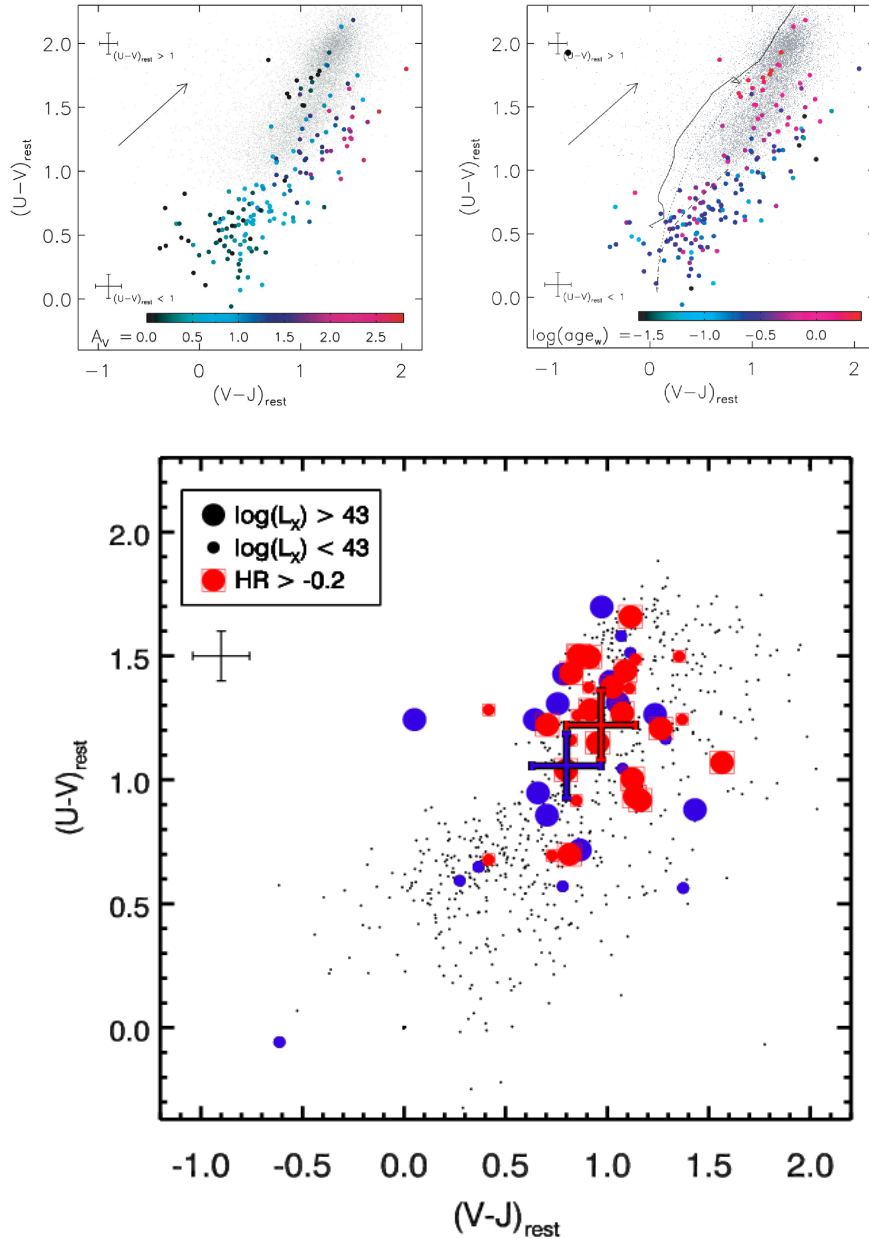 2.0
1.5
1.0
0.5
0.0
(U−V)rest
(U−V)rest > 1
(U−V)rest < 1
AV =
0.0 0.5 1.0 1.5 2.0 2.5
−1 0 1 2
(V−J)rest
2.0
1.5
1.0
0.5
0.0
(U−V)rest
(U−V)rest > 1
(U−V)rest < 1
log(agew)=
−1.5 −1.0 −0.5 0.0
−1 0 1 2
(V−J)rest
log(Lx) > 43
log(Lx) < 43
HR > -0.2
2.0
1.5
1.0
0.5
0.0
(U-V)rest
-1.0 -0.5 0.0 0.5 1.0 1.5 2.0
(V-J)rest